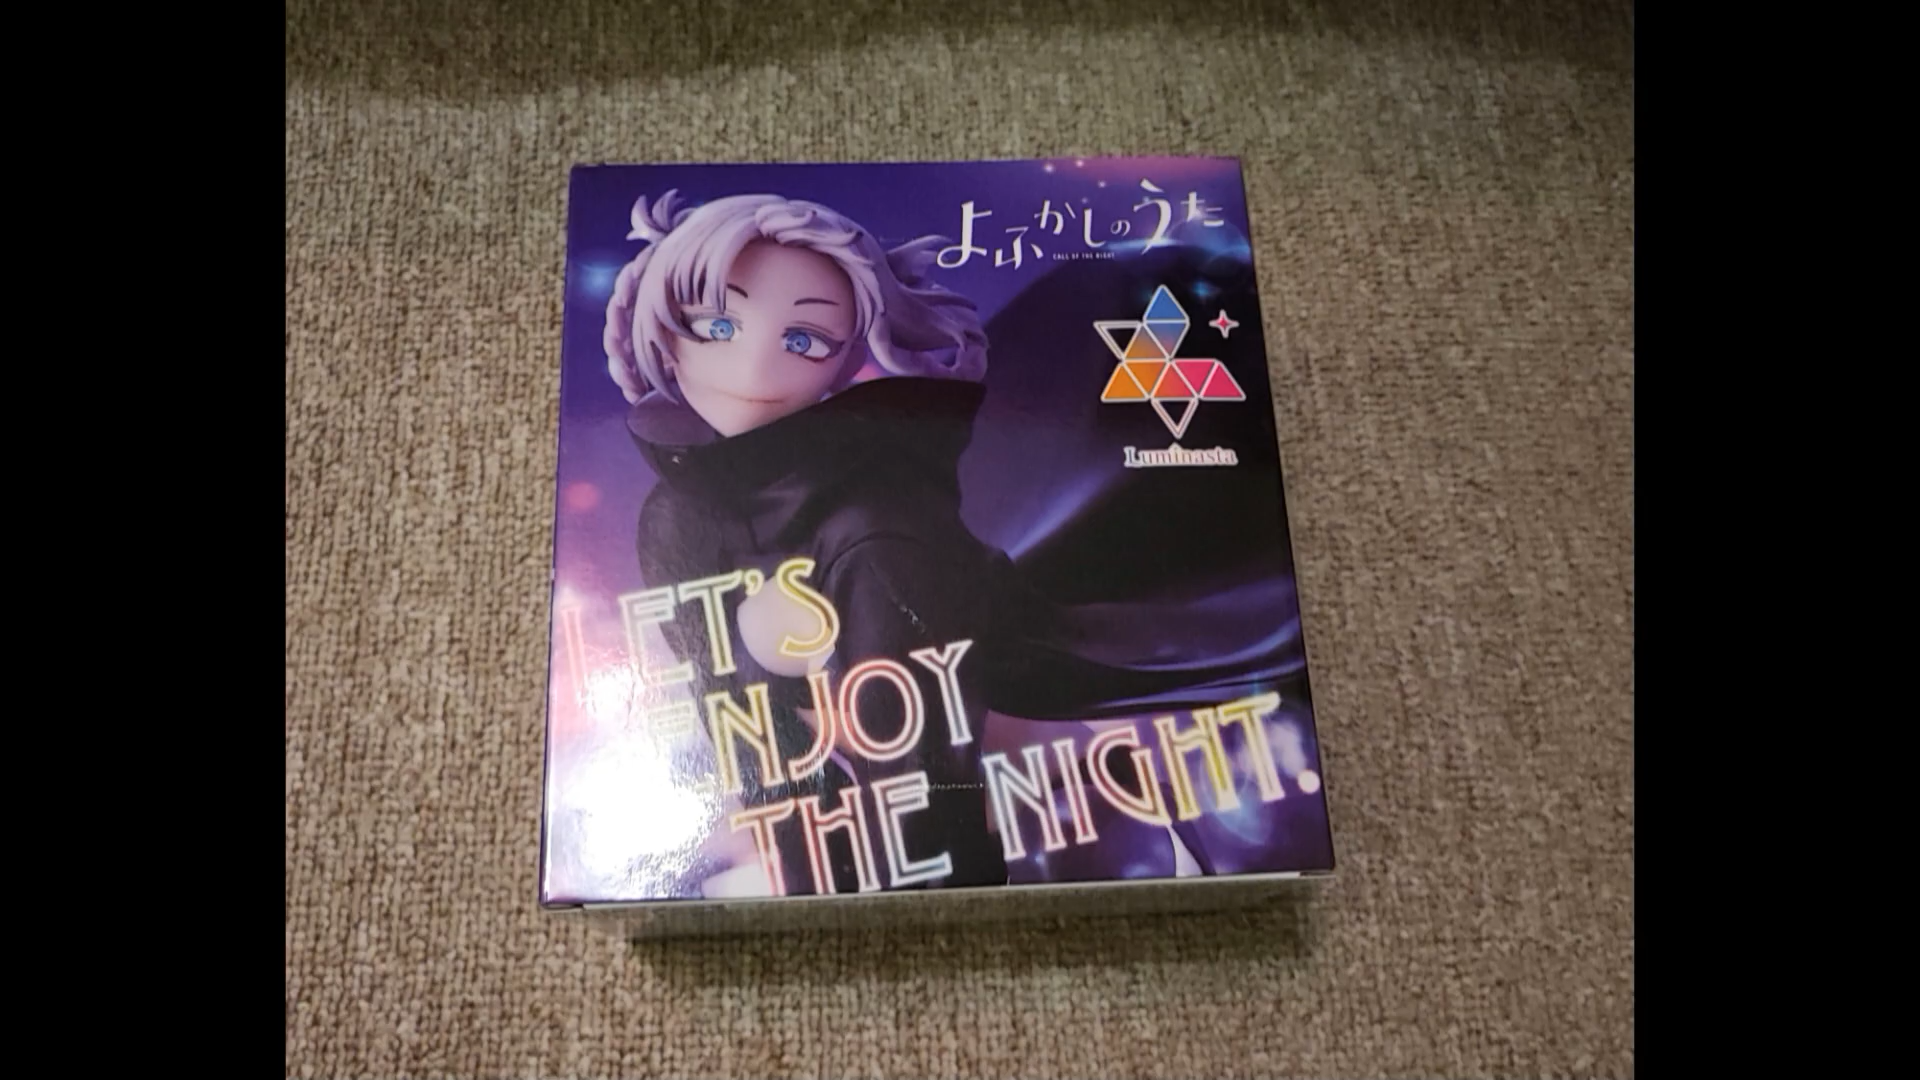 よふかしのうた
CALL OF THE NIGHT
Luminasta
LET'S
ENJOY
THE NIGHT.